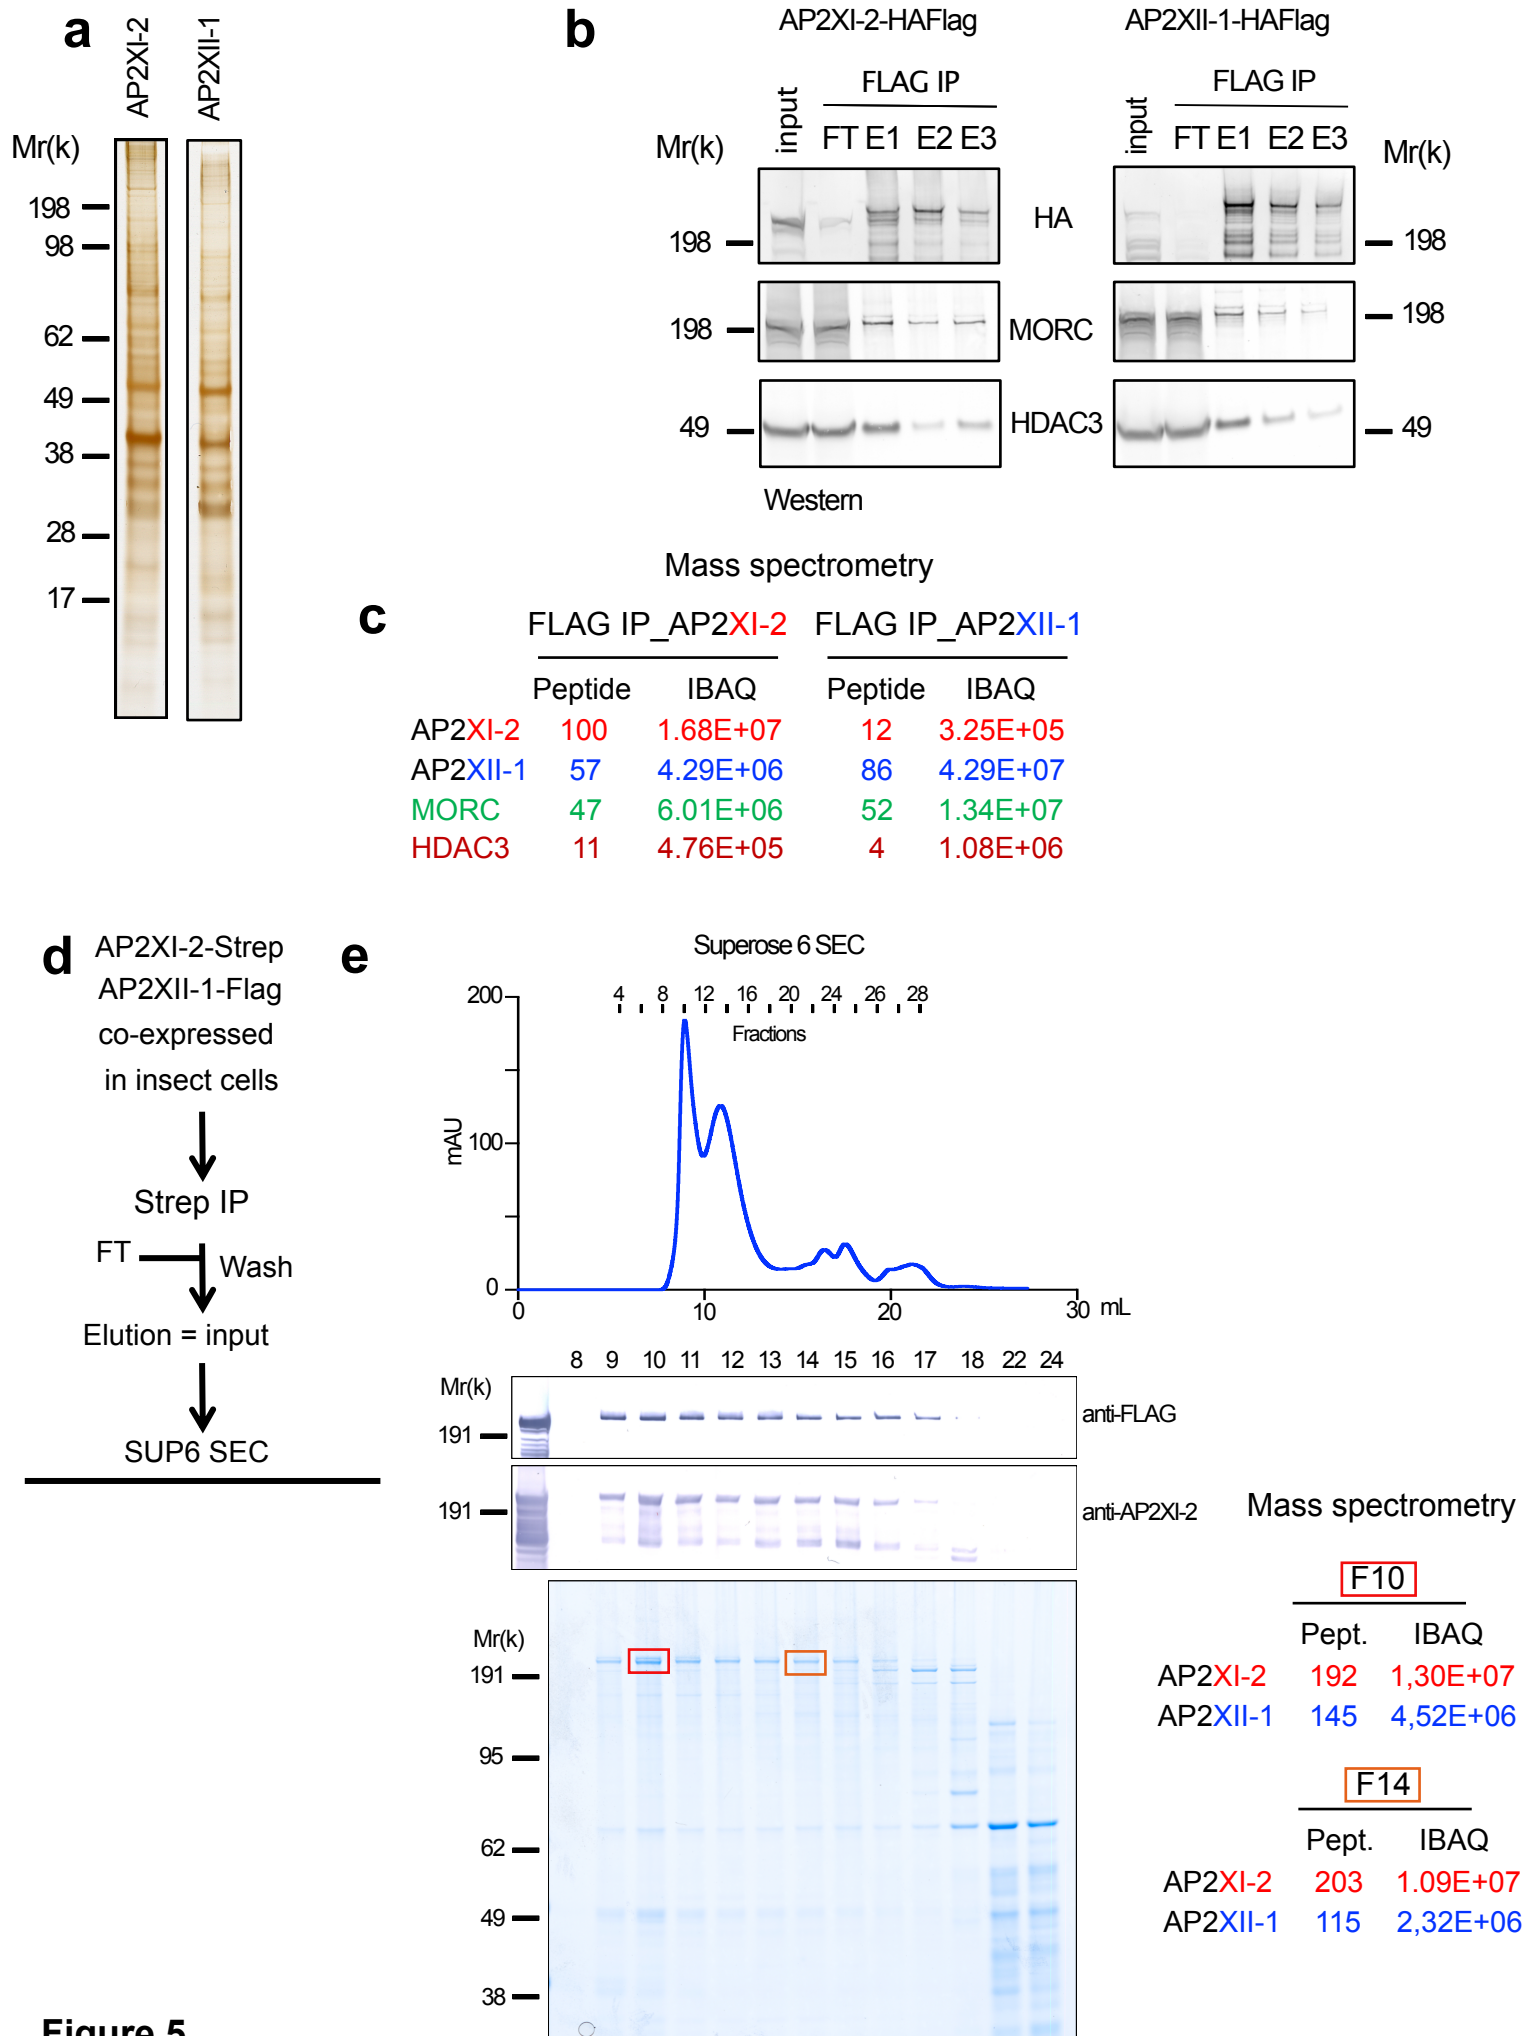 a
AP2XI-2
AP2XII-1
Mr(k)
198
98
62
49
38
28
17
b
AP2XI-2-HAFlag
AP2XII-1-HAFlag
FLAG IP
FLAG IP
input
FT E1 E2 E3
input
FT E1 E2 E3
Mr(k)
Mr(k)
198
HA
198
198
MORC
198
49
HDAC3
49
Western
Mass spectrometry
c
FLAG IP_AP2XI-2 FLAG IP_AP2XII-1
Peptide IBAQ Peptide IBAQ
AP2XI-2 100 1.68E+07 12 3.25E+05
AP2XII-1 57 4.29E+06 86 4.29E+07
MORC 47 6.01E+06 52 1.34E+07
HDAC3 11 4.76E+05 4 1.08E+06
d
AP2XI-2-Strep
AP2XII-1-Flag
co-expressed
in insect cells
Strep IP
FT
Wash
Elution = input
SUP6 SEC
e
Superose 6 SEC
4 8 12 16 20 24 26 28
Fractions
200
100
0
mAU
0 10 20 30 mL
8 9 10 11 12 13 14 15 16 17 18 22 24
Mr(k)
191
anti-FLAG
191
anti-AP2XI-2
Mr(k)
191
95
62
49
38
Mass spectrometry
F10
Pept. IBAQ
AP2XI-2 192 1,30E+07
AP2XII-1 145 4,52E+06
F14
Pept. IBAQ
AP2XI-2 203 1.09E+07
AP2XII-1 115 2,32E+06
Figure 5